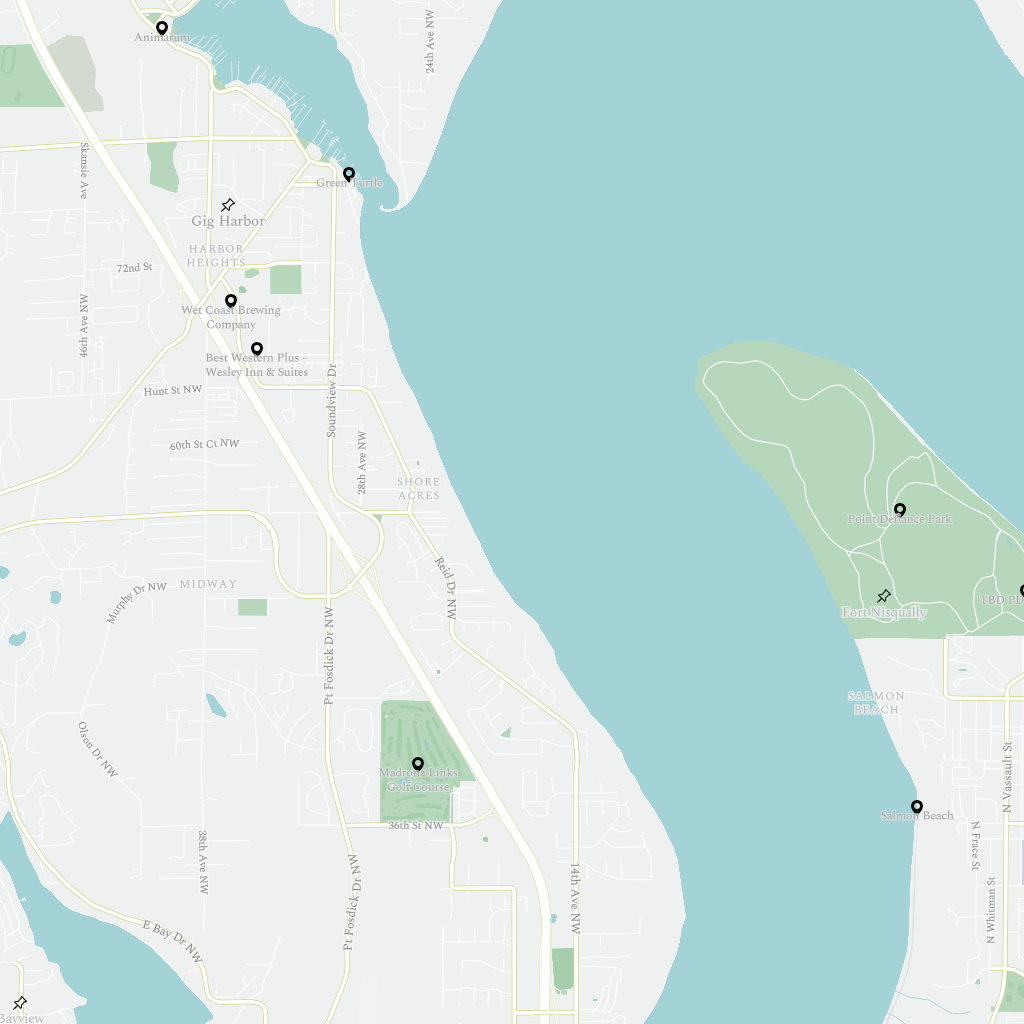 24th Ave NW
Animarum
Skansie Ave
Green Turtle
Gig Harbor
HARBOR
HEIGHTS
72nd St
46th Ave NW
Wet Coast Brewing
Company
Best Western Plus –
Wesley Inn & Suites
Hunt St NW
Soundview Dr
60th St Ct NW
28th Ave NW
SHORE
ACRES
Point Defiance Park
Reid Dr NW
MIDWAY
Murphy Dr NW
Fort Nisqually
TBD PD
Pt Fosdick Dr NW
SALMON
BEACH
Olson Dr NW
Madrona Links
Golf Course
N Vassault St
Salmon Beach
36th St NW
38th Ave NW
N Frace St
14th Ave NW
Pt Fosdick Dr NW
N Whitman St
E Bay Dr NW
Bayview